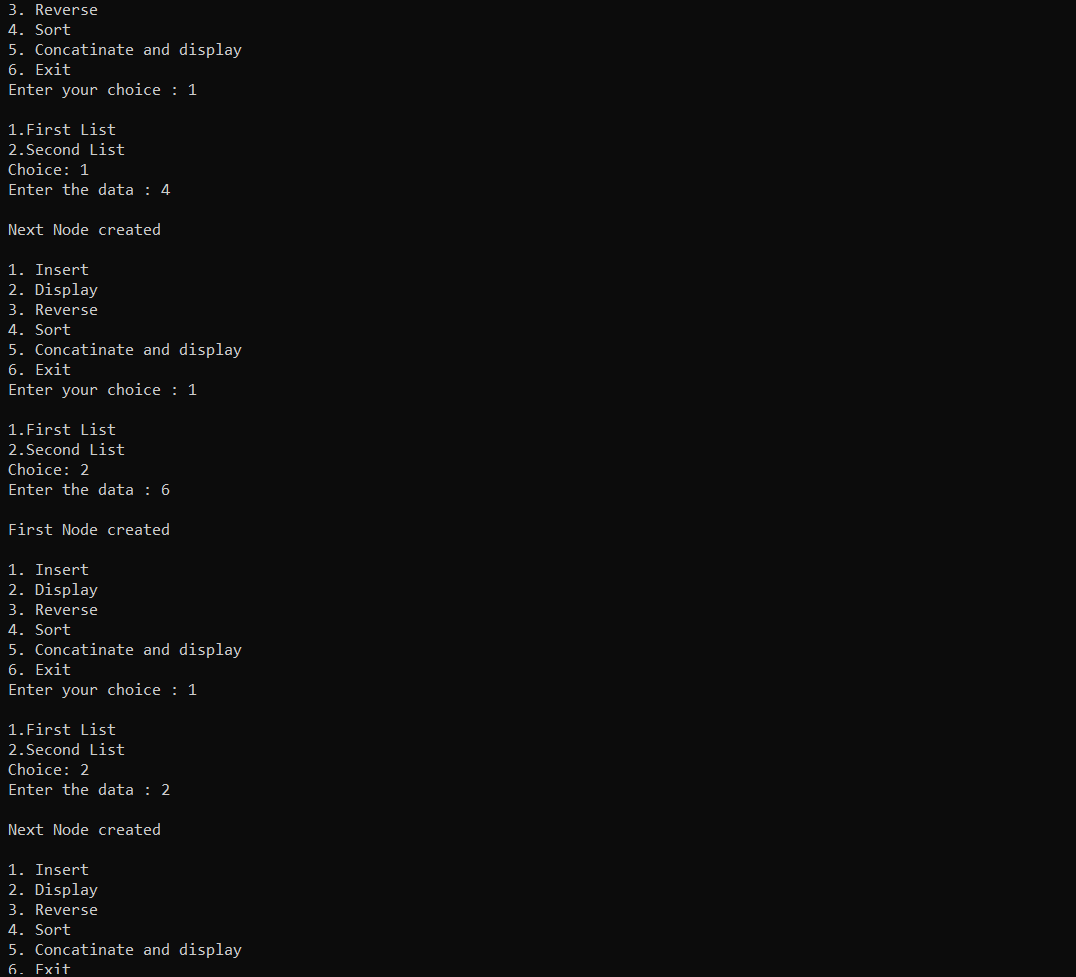 3. Reverse
4. Sort
5. Concatinate and display
6. Exit
Enter your choice : 1
1.First List
2.Second List
Choice: 1
Enter the data : 4
Next Node created
1. Insert
2. Display
3. Reverse
4. Sort
5. Concatinate and display
6. Exit
Enter your choice : 1
1.First List
2.Second List
Choice: 2
Enter the data : 6
First Node created
1. Insert
2. Display
3. Reverse
4. Sort
5. Concatinate and display
6. Exit
Enter your choice : 1
1.First List
2.Second List
Choice: 2
Enter the data : 2
Next Node created
1. Insert
2. Display
3. Reverse
4. Sort
5. Concatinate and display
6. Exit